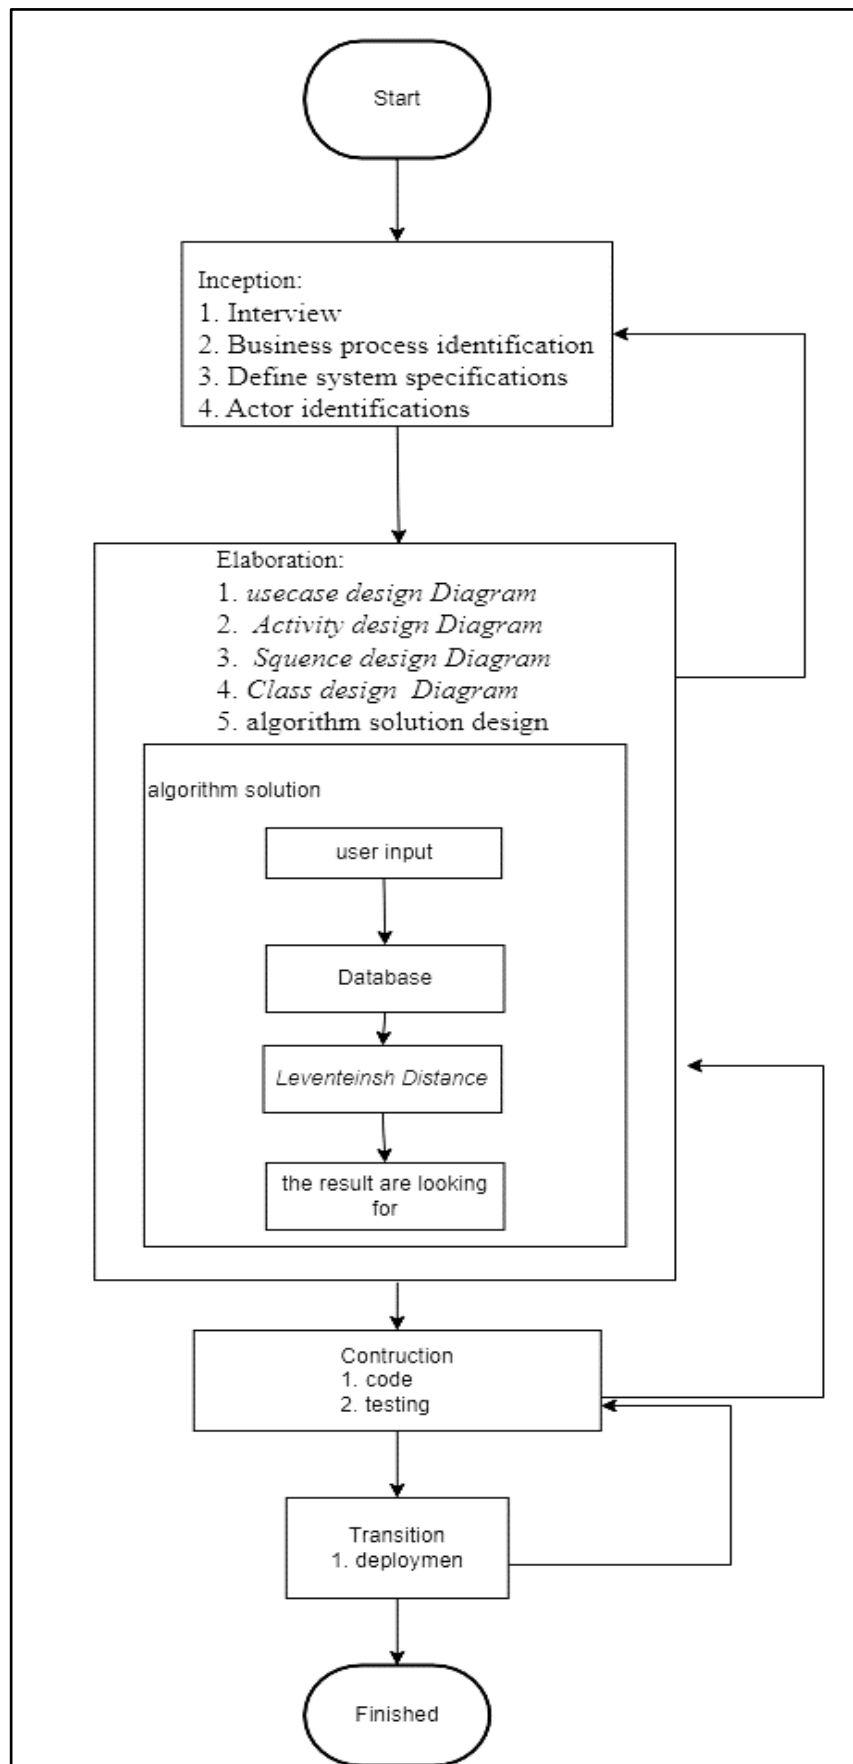 Start
Inception:
1. Interview
2. Business process identification
3. Define system specifications
4. Actor identifications
Elaboration:
1. usecase design Diagram
2. Activity design Diagram
3. Squence design Diagram
4. Class design Diagram
5. algorithm solution design
algorithm solution
user input
Database
Leventeinsh Distance
the result are looking
for
Contruction
1. code
2. testing
Transition
1. deploymen
Finished